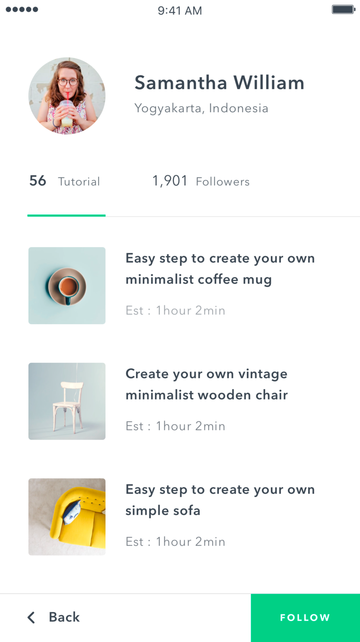 9:41 AM
Samantha William
Yogyakarta, Indonesia
56 Tutorial 1,901 Followers
Easy step to create your own
minimalist coffee mug
Est : 1hour 2min
Create your own vintage
minimalist wooden chair
Est : 1hour 2min
Easy step to create your own
simple sofa
Est : 1hour 2min
Back FOLLOW